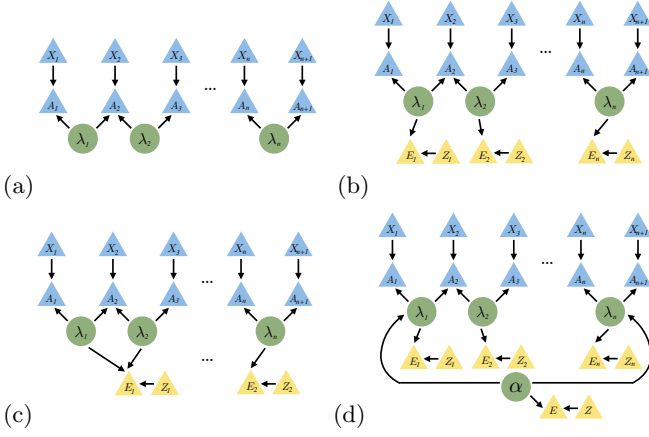 X₁ X₂ X₃ Xₙ Xₙ₊₁
...
A₁ A₂ A₃ Aₙ Aₙ₊₁
λ₁ λ₂ λₙ
(a)
X₁ X₂ X₃ Xₙ Xₙ₊₁
...
A₁ A₂ A₃ Aₙ Aₙ₊₁
λ₁ λ₂ λₙ
E₁ Z₁ E₂ Z₂ Eₙ Zₙ
(b)
X₁ X₂ X₃ Xₙ Xₙ₊₁
...
A₁ A₂ A₃ Aₙ Aₙ₊₁
λ₁ λ₂ λₙ
...
E₁ Z₁ E₂ Z₂
(c)
X₁ X₂ X₃ Xₙ Xₙ₊₁
...
A₁ A₂ A₃ Aₙ Aₙ₊₁
λ₁ λ₂ λₙ
E₁ Z₁ E₂ Z₂ Eₙ Zₙ
α
E Z
(d)